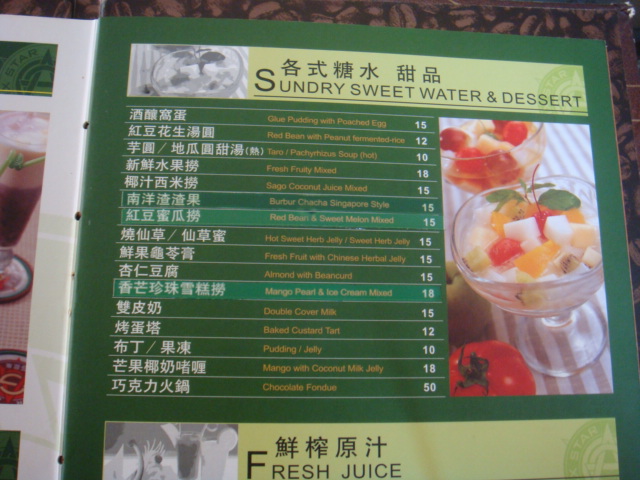 各式糖水 甜品
SUNDRY SWEET WATER & DESSERT
酒釀窩蛋 Glue Pudding with Poached Egg 15
紅豆花生湯圓 Red Bean with Peanut fermented-rice 12
芋圓／地瓜圓甜湯(熱) Taro / Pachyrhizus Soup (hot) 10
新鮮水果撈 Fresh Fruity Mixed 18
椰汁西米撈 Sago Coconut Juice Mixed 15
南洋渣渣果 Burbur Chacha Singapore Style 15
紅豆蜜瓜撈 Red Bean & Sweet Melon Mixed 15
燒仙草／仙草蜜 Hot Sweet Herb Jelly / Sweet Herb Jelly 15
鮮果龜苓膏 Fresh Fruit with Chinese Herbal Jelly 15
杏仁豆腐 Almond with Beancurd 15
香芒珍珠雪糕撈 Mango Pearl & Ice Cream Mixed 18
雙皮奶 Double Cover Milk 15
烤蛋塔 Baked Custard Tart 12
布丁／果凍 Pudding / Jelly 10
芒果椰奶啫喱 Mango with Coconut Milk Jelly 18
巧克力火鍋 Chocolate Fondue 50
鮮榨原汁
FRESH JUICE